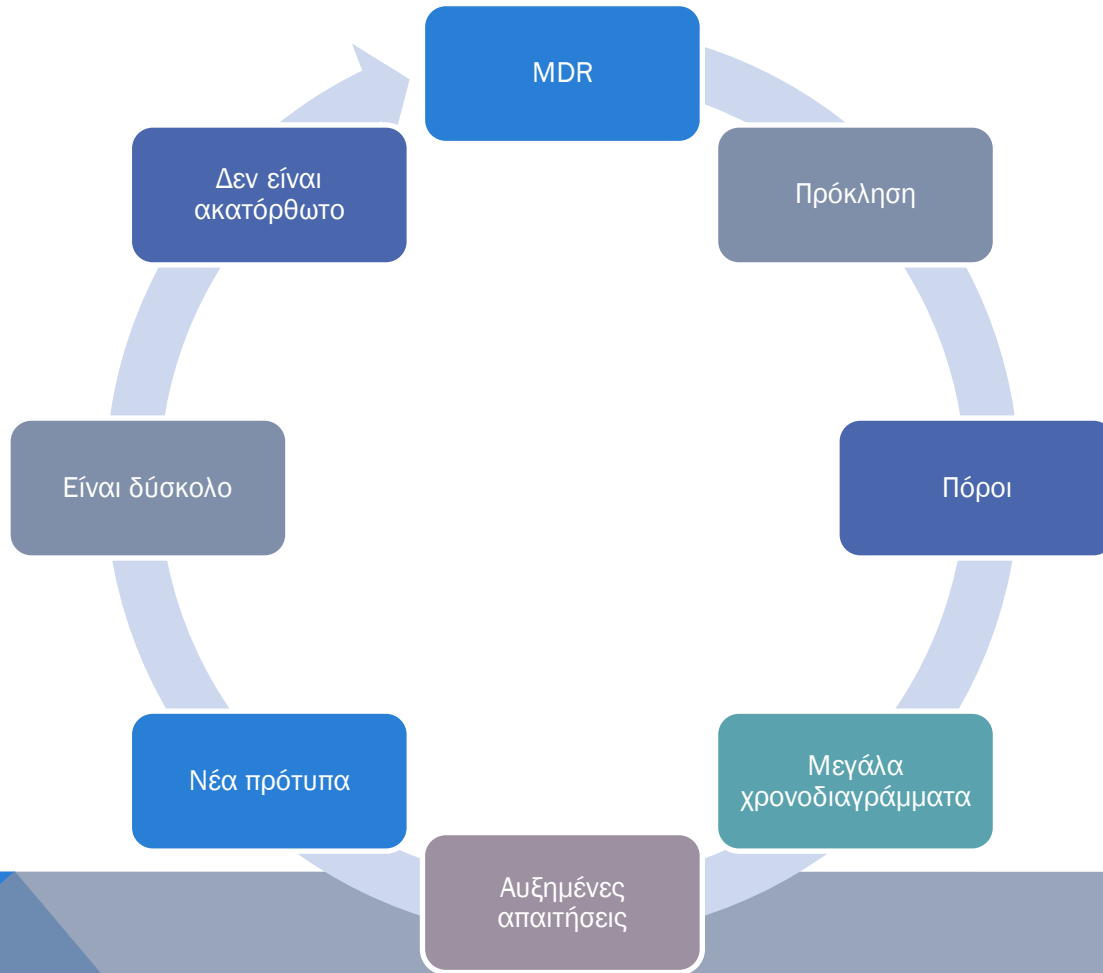 MDR
Πρόκληση
Πόροι
Μεγάλα
χρονοδιαγράμματα
Αυξημένες
απαιτήσεις
Νέα πρότυπα
Είναι δύσκολο
Δεν είναι
ακατόρθωτο